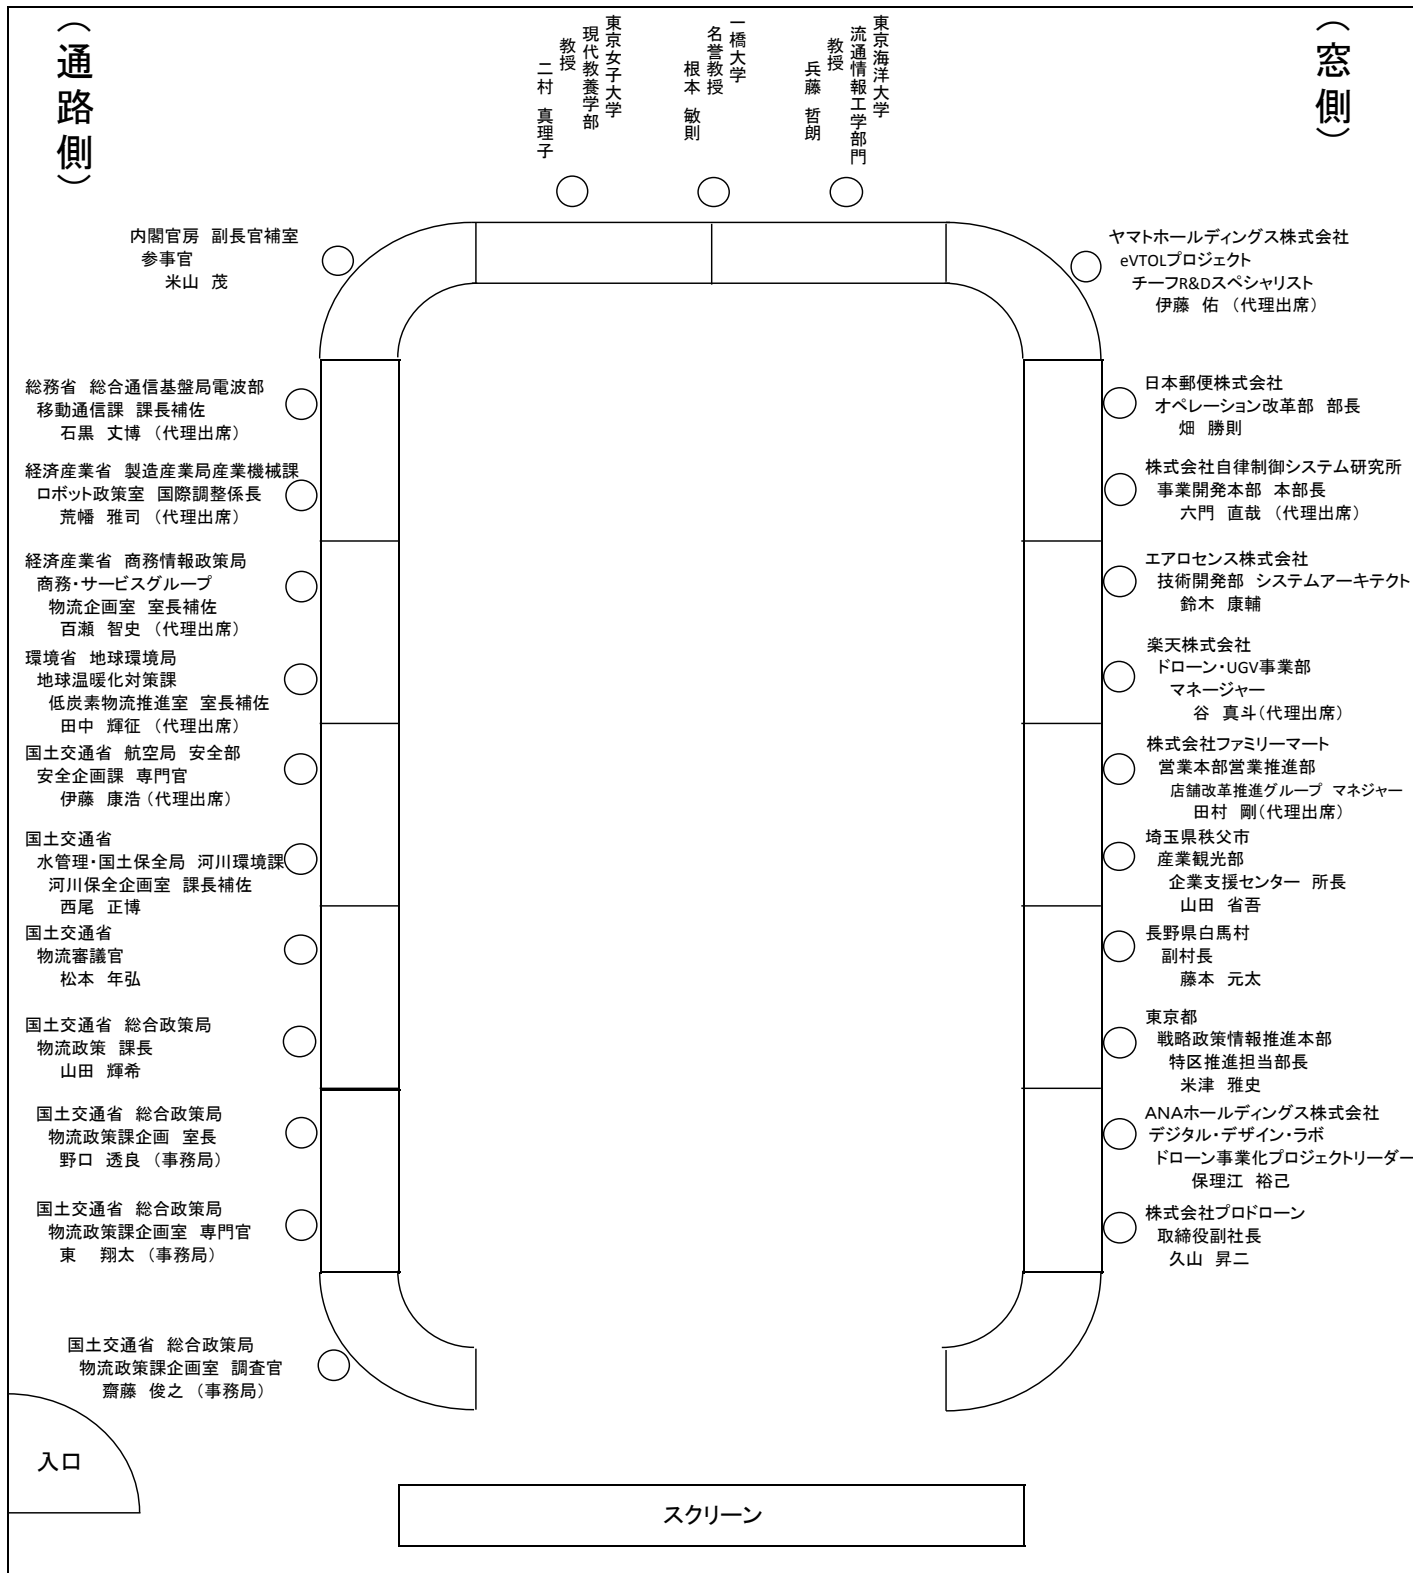 （通路側）
（窓側）
東京女子大学
現代教養学部
教授
二村　真理子
一橋大学
名誉教授
根本　敏則
東京海洋大学
流通情報工学部門
教授
兵藤　哲朗
内閣官房　副長官補室
参事官
米山　茂
総務省　総合通信基盤局電波部
移動通信課　課長補佐
石黒　丈博　（代理出席）
経済産業省　製造産業局産業機械課
ロボット政策室　国際調整係長
荒幡　雅司　（代理出席）
経済産業省　商務情報政策局
商務・サービスグループ
物流企画室　室長補佐
百瀬　智史　（代理出席）
環境省　地球環境局
地球温暖化対策課
低炭素物流推進室　室長補佐
田中　輝征　（代理出席）
国土交通省　航空局　安全部
安全企画課　専門官
伊藤　康浩（代理出席）
国土交通省
水管理・国土保全局　河川環境課
河川保全企画室　課長補佐
西尾　正博
国土交通省
物流審議官
松本　年弘
国土交通省　総合政策局
物流政策　課長
山田　輝希
国土交通省　総合政策局
物流政策課企画　室長
野口　透良　（事務局）
国土交通省　総合政策局
物流政策課企画室　専門官
東　翔太　（事務局）
国土交通省　総合政策局
物流政策課企画室　調査官
齋藤　俊之　（事務局）
ヤマトホールディングス株式会社
eVTOLプロジェクト
チーフR&Dスペシャリスト
伊藤　佑　（代理出席）
日本郵便株式会社
オペレーション改革部　部長
畑　勝則
株式会社自律制御システム研究所
事業開発本部　本部長
六門　直哉　（代理出席）
エアロセンス株式会社
技術開発部　システムアーキテクト
鈴木　康輔
楽天株式会社
ドローン・UGV事業部
マネージャー
谷　真斗（代理出席）
株式会社ファミリーマート
営業本部営業推進部
店舗改革推進グループ　マネジャー
田村　剛（代理出席）
埼玉県秩父市
産業観光部
企業支援センター　所長
山田　省吾
長野県白馬村
副村長
藤本　元太
東京都
戦略政策情報推進本部
特区推進担当部長
米津　雅史
ANAホールディングス株式会社
デジタル・デザイン・ラボ
ドローン事業化プロジェクトリーダー
保理江　裕己
株式会社プロドローン
取締役副社長
久山　昇二
入口
スクリーン